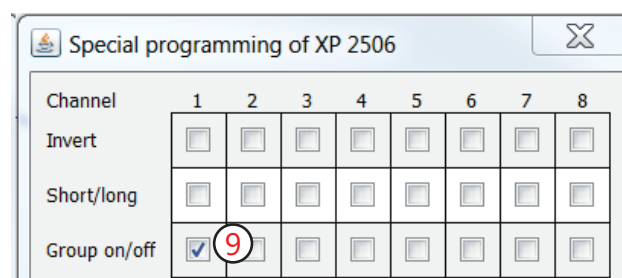 Special programming of XP 2506
Channel 1 2 3 4 5 6 7 8
Invert
Short/long
Group on/off 9